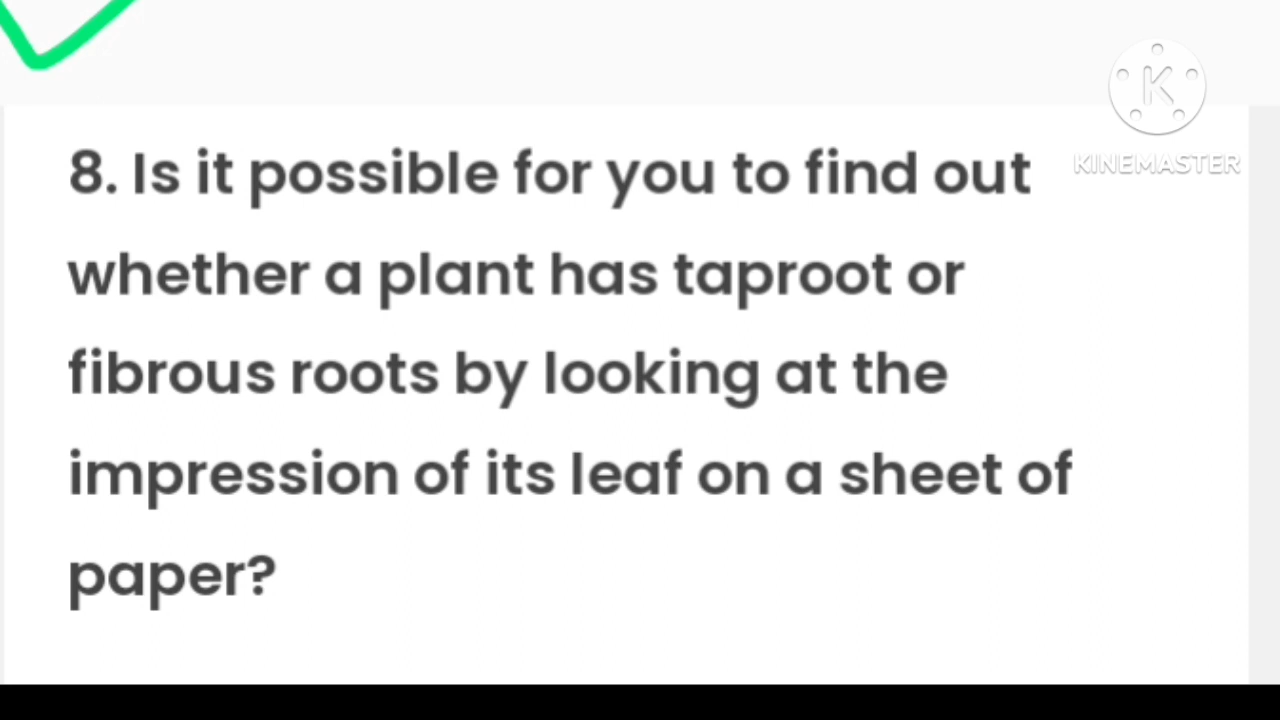 KINEMASTER
8. Is it possible for you to find out
whether a plant has taproot or
fibrous roots by looking at the
impression of its leaf on a sheet of
paper?